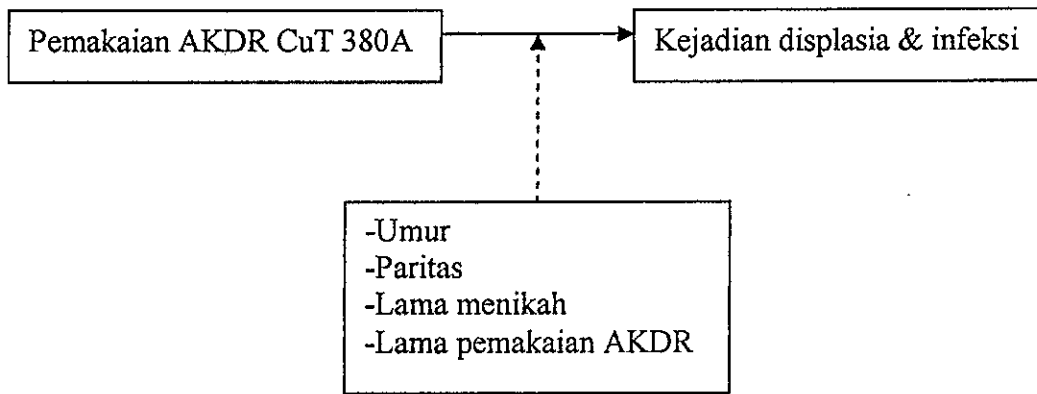 Pemakaian AKDR CuT 380A
Kejadian displasia & infeksi
-Umur
-Paritas
-Lama menikah
-Lama pemakaian AKDR